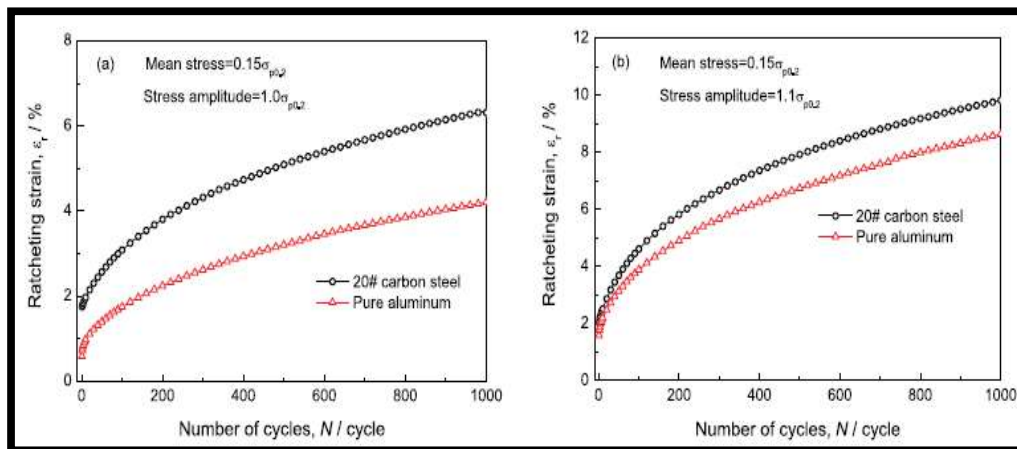 (a)
Mean stress=0.15σp0.2
Stress amplitude=1.0σp0.2
20# carbon steel
Pure aluminum
Ratcheting strain, εr / %
8
6
4
2
0
0 200 400 600 800 1000
Number of cycles, N / cycle
(b)
Mean stress=0.15σp0.2
Stress amplitude=1.1σp0.2
20# carbon steel
Pure aluminum
Ratcheting strain, εr / %
12
10
8
6
4
2
0
0 200 400 600 800 1000
Number of cycles, N / cycle